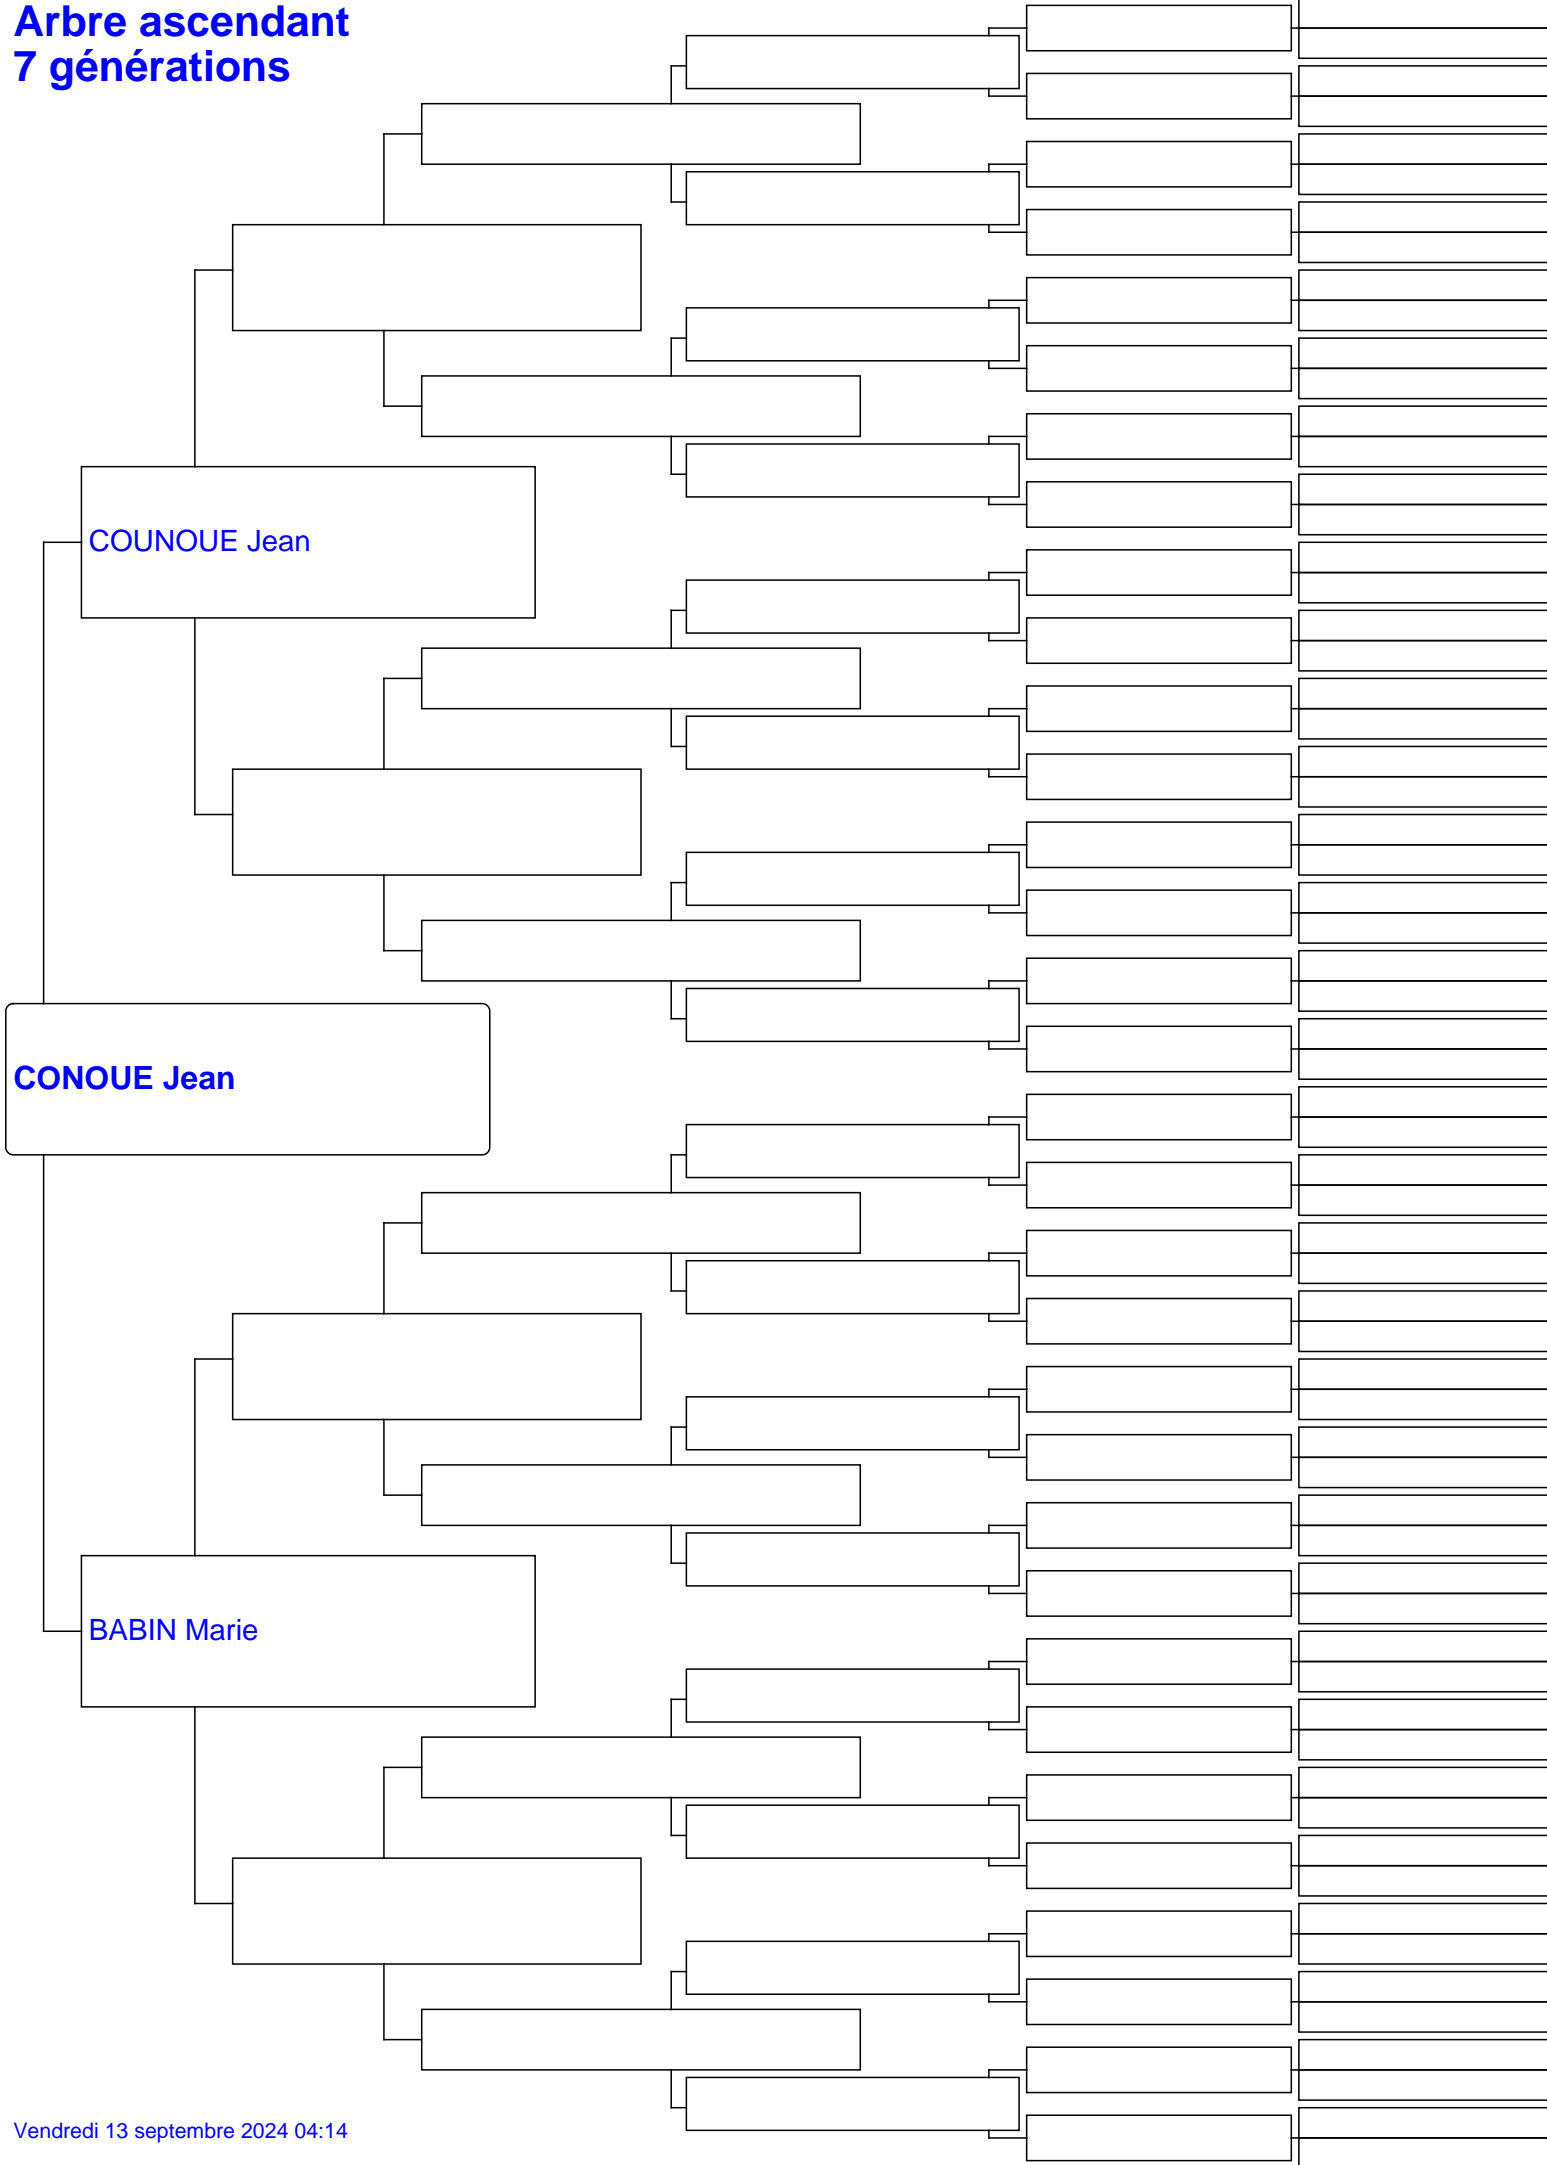 Arbre ascendant
7 générations
COUNOUE Jean
CONOUE Jean
BABIN Marie
Vendredi 13 septembre 2024 04:14